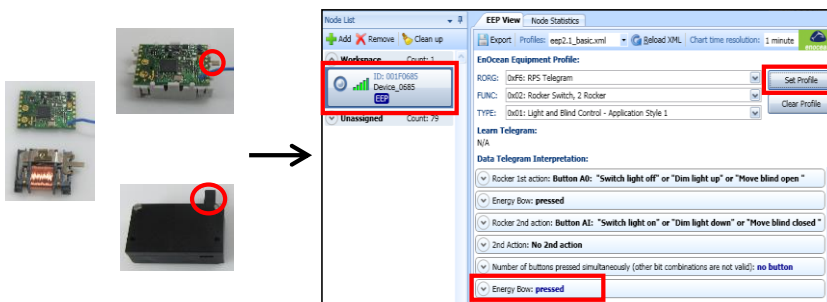 Node List
EEP View Node Statistics
Add Remove Clean up
Export Profiles: eep2.1_basic.xml Reload XML Chart time resolution: 1 minute
enocean
Workspace Count: 1
EnOcean Equipment Profile:
ID: 001F0685
Device_0685
EEP
RORG: 0xF6: RPS Telegram
Set Profile
FUNC: 0x02: Rocker Switch, 2 Rocker
Clear Profile
TYPE: 0x01: Light and Blind Control - Application Style 1
Unassigned Count: 79
Learn Telegram:
N/A
Data Telegram Interpretation:
Rocker 1st action: Button A0: "Switch light off" or "Dim light up" or "Move blind open "
Energy Bow: pressed
Rocker 2nd action: Button AI: "Switch light on" or "Dim light down" or "Move blind closed "
2nd Action: No 2nd action
Number of buttons pressed simultaneously (other bit combinations are not valid): no button
Energy Bow: pressed